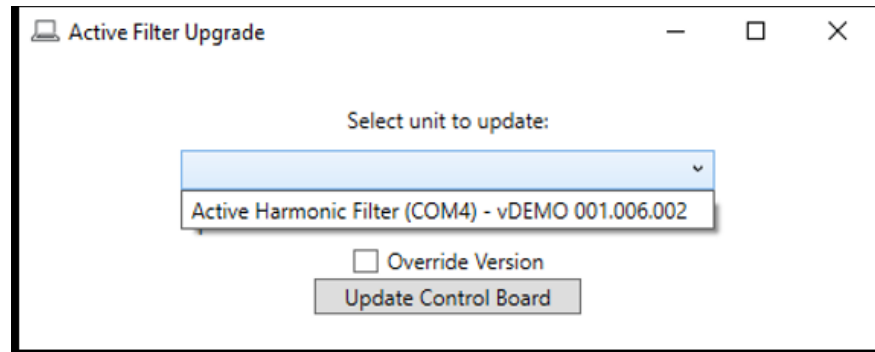 Active Filter Upgrade
Select unit to update:
Active Harmonic Filter (COM4) - vDEMO 001.006.002
Override Version
Update Control Board